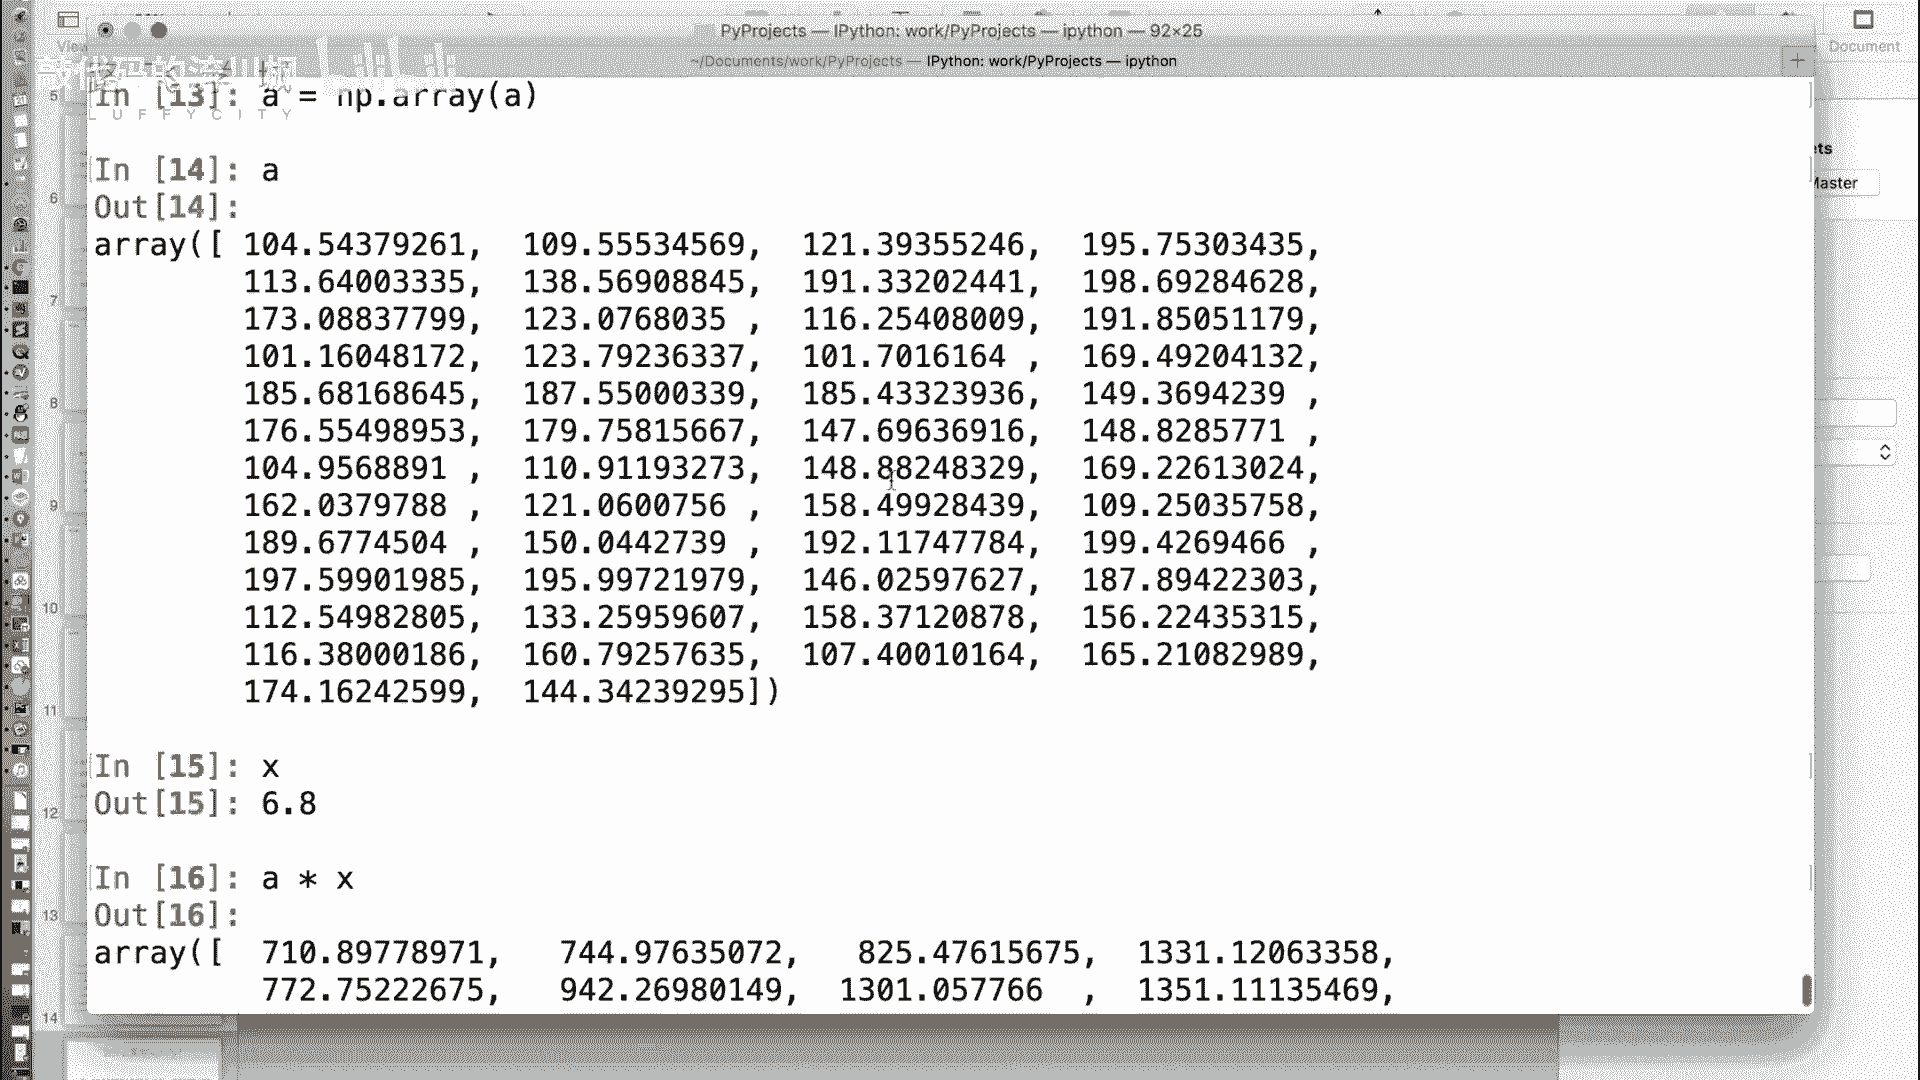 PyProjects — IPython: work/PyProjects — ipython — 92×25
Document
~/Documents/work/PyProjects — IPython: work/PyProjects — ipython
LUFFYCITY
In [13]: a = np.array(a)
In [14]: a
Out[14]:
array([ 104.54379261,  109.55534569,  121.39355246,  195.75303435,
113.64003335,  138.56908845,  191.33202441,  198.69284628,
173.08837799,  123.0768035 ,  116.25408009,  191.85051179,
101.16048172,  123.79236337,  101.7016164 ,  169.49204132,
185.68168645,  187.55000339,  185.43323936,  149.3694239 ,
176.55498953,  179.75815667,  147.69636916,  148.8285771 ,
104.9568891 ,  110.91193273,  148.88248329,  169.22613024,
162.0379788 ,  121.0600756 ,  158.49928439,  109.25035758,
189.6774504 ,  150.0442739 ,  192.11747784,  199.4269466 ,
197.59901985,  195.99721979,  146.02597627,  187.89422303,
112.54982805,  133.25959607,  158.37120878,  156.22435315,
116.38000186,  160.79257635,  107.40010164,  165.21082989,
174.16242599,  144.34239295])
In [15]: x
Out[15]: 6.8
In [16]: a * x
Out[16]:
array([  710.89778971,   744.97635072,   825.47615675,  1331.12063358,
772.75222675,   942.26980149,  1301.057766  ,  1351.11135469,
5
6
7
8
9
10
11
12
13
14